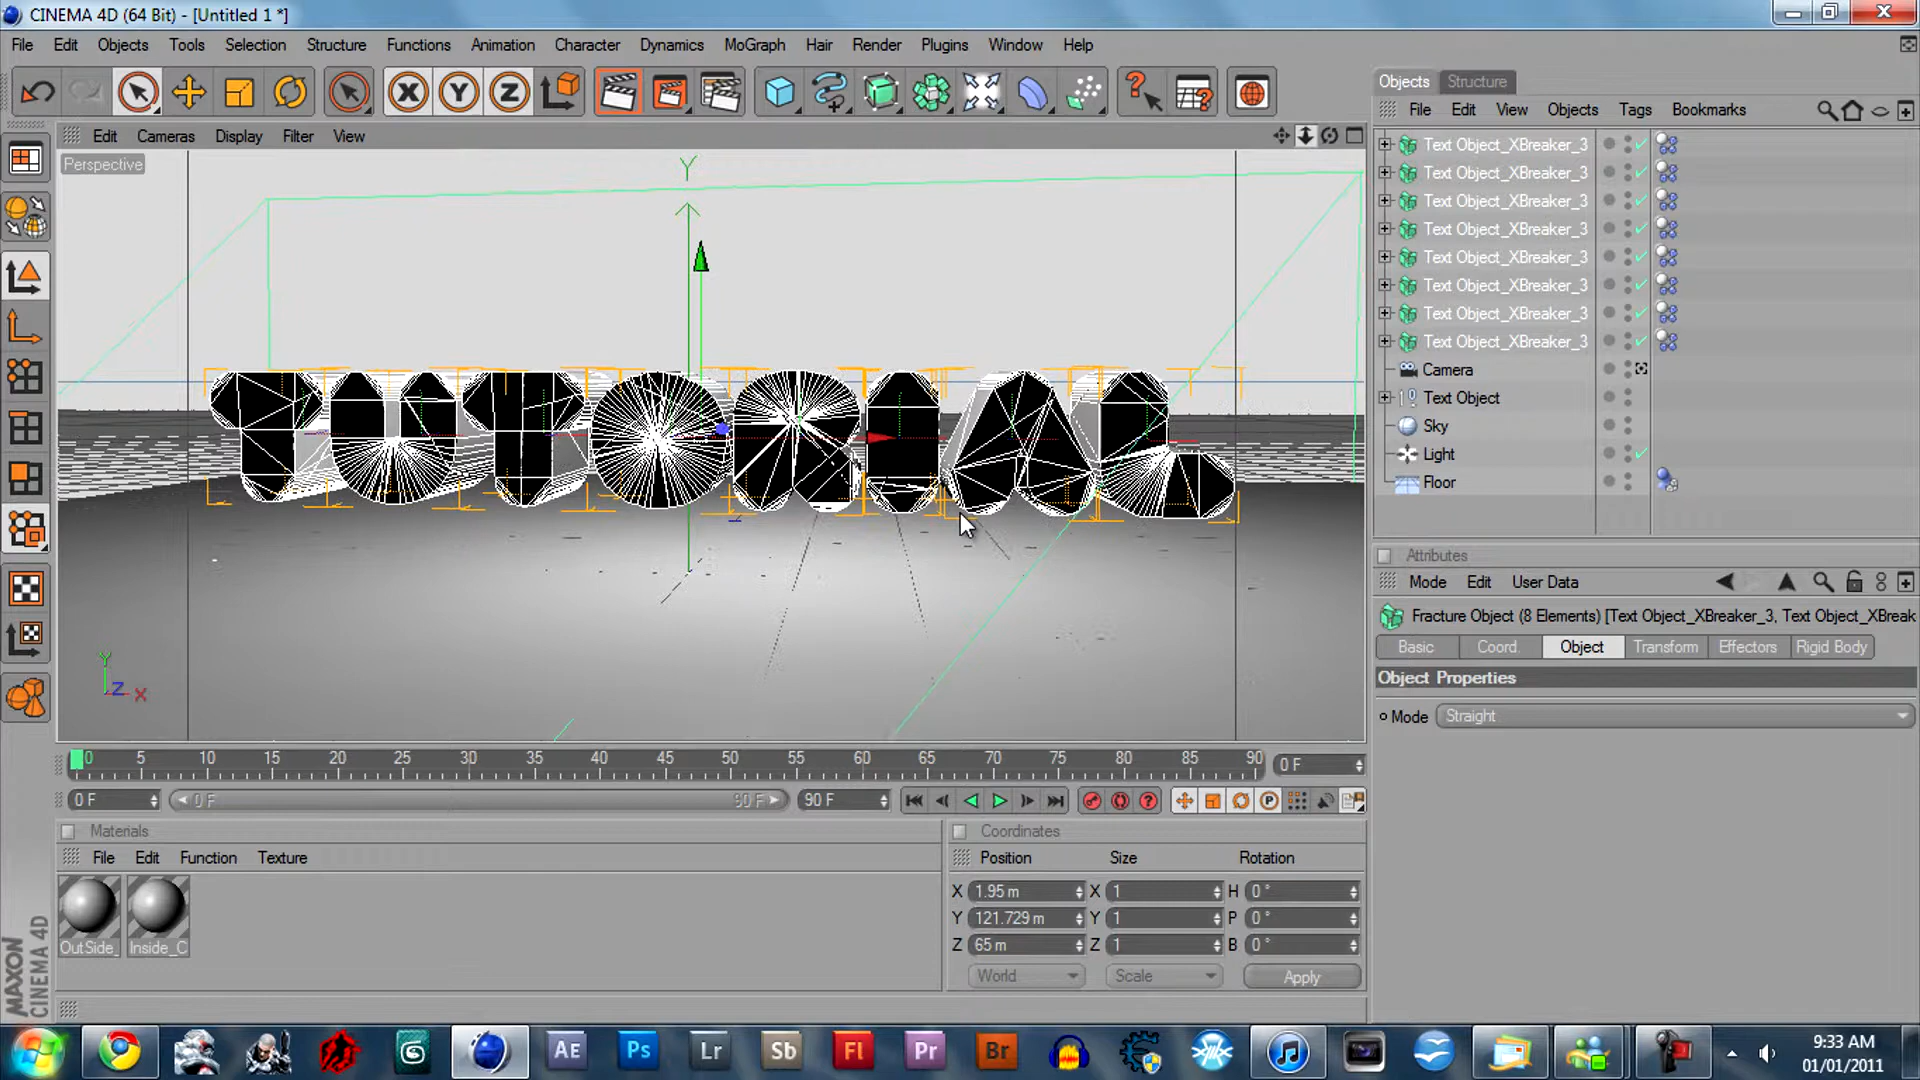 CINEMA 4D (64 Bit) - [Untitled 1 *]
File Edit Objects Tools Selection Structure Functions Animation Character Dynamics MoGraph Hair Render Plugins Window Help
X Y Z
Objects Structure
File Edit View Objects Tags Bookmarks
Edit Cameras Display Filter View
Perspective
Y
TUTORIAL
Text Object_XBreaker_3
Text Object_XBreaker_3
Text Object_XBreaker_3
Text Object_XBreaker_3
Text Object_XBreaker_3
Text Object_XBreaker_3
Text Object_XBreaker_3
Text Object_XBreaker_3
Camera
Text Object
Sky
Light
Floor
Attributes
Mode Edit User Data
Fracture Object (8 Elements) [Text Object_XBreaker_3, Text Object_XBreak
Basic Coord. Object Transform Effectors Rigid Body
Object Properties
Mode Straight
Y
Z X
0 5 10 15 20 25 30 35 40 45 50 55 60 65 70 75 80 85 90 0 F
0 F 0 F 90 F 90 F
Materials
File Edit Function Texture
OutSide_ Inside_C
Coordinates
Position Size Rotation
X 1.95 m X 1 H 0 °
Y 121.729 m Y 1 P 0 °
Z 65 m Z 1 B 0 °
World Scale Apply
MAXON
CINEMA 4D
AE Ps Lr Sb Fl Pr Br
9:33 AM
01/01/2011